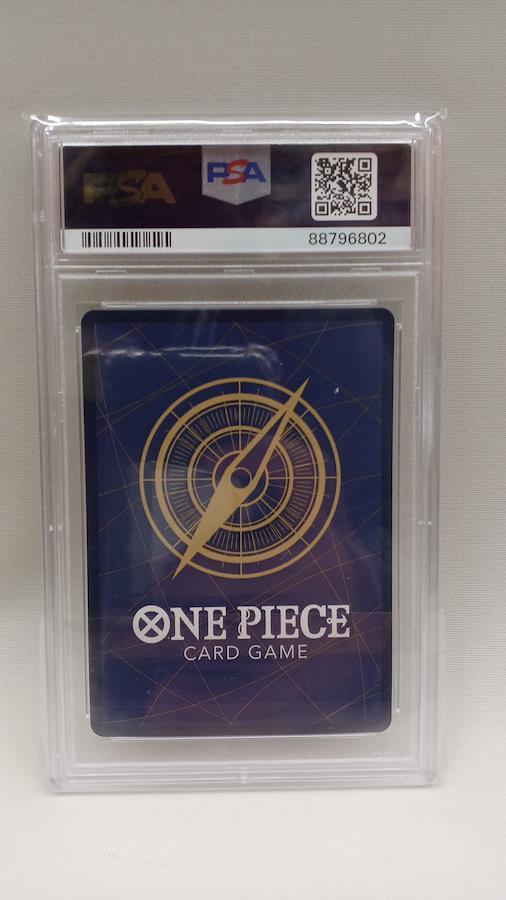 PSA
PSA
88796802
ONE PIECE
CARD GAME